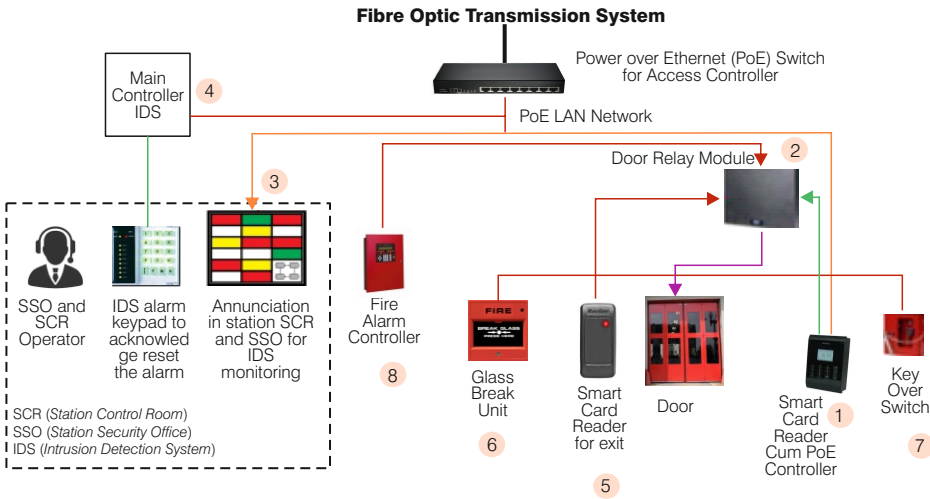 Fibre Optic Transmission System
Power over Ethernet (PoE) Switch
for Access Controller
Main
Controller
IDS
4
PoE LAN Network
Door Relay Module
2
3
SSO and
SCR
Operator
IDS alarm
keypad to
acknowled
ge reset
the alarm
Annunciation
in station SCR
and SSO for
IDS
monitoring
SCR (Station Control Room)
SSO (Station Security Office)
IDS (Intrusion Detection System)
Fire
Alarm
Controller
8
FIRE
BREAK GLASS
PRESS HERE
Glass
Break
Unit
6
Smart
Card
Reader
for exit
5
Door
Smart
Card
Reader
Cum PoE
Controller
1
Key
Over
Switch
7